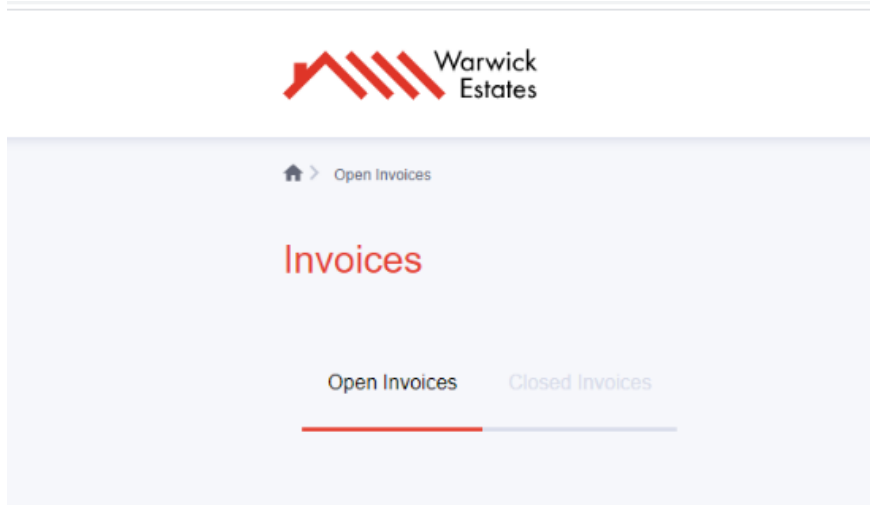 Warwick
Estates
Open Invoices
Invoices
Open Invoices Closed Invoices